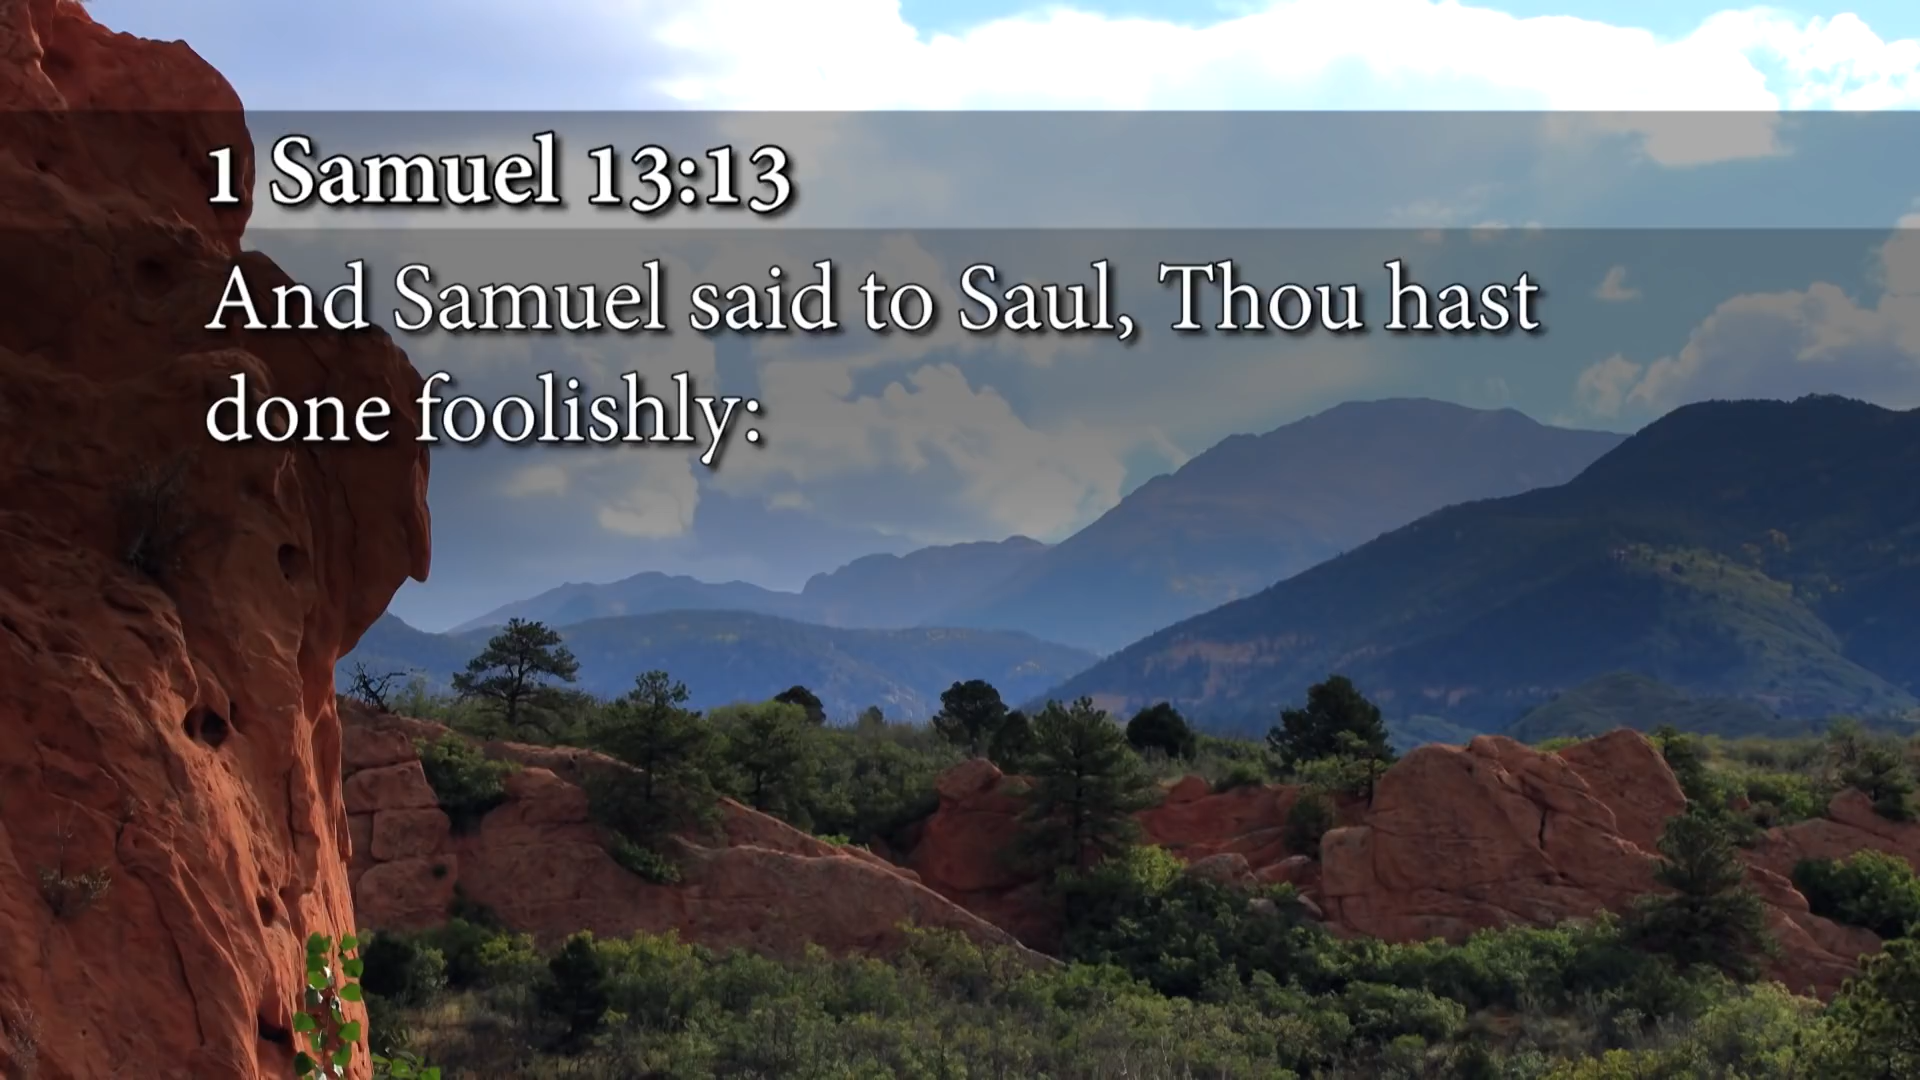 1 Samuel 13:13
And Samuel said to Saul, Thou hast
done foolishly: